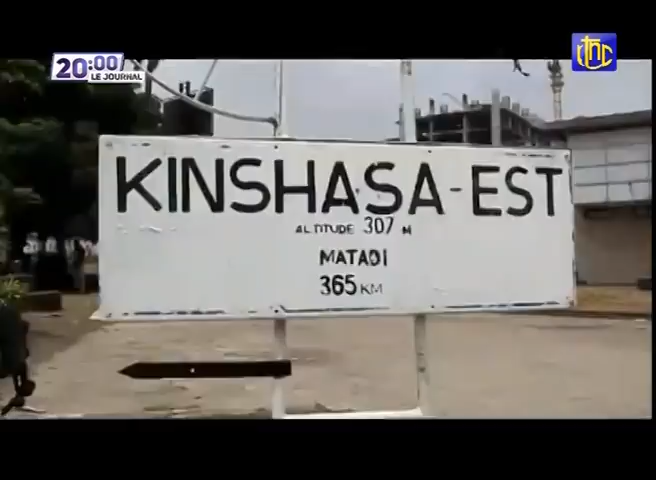 20:00
LE JOURNAL
KINSHASA-EST
ALTITUDE 307 M
MATADI
365 KM